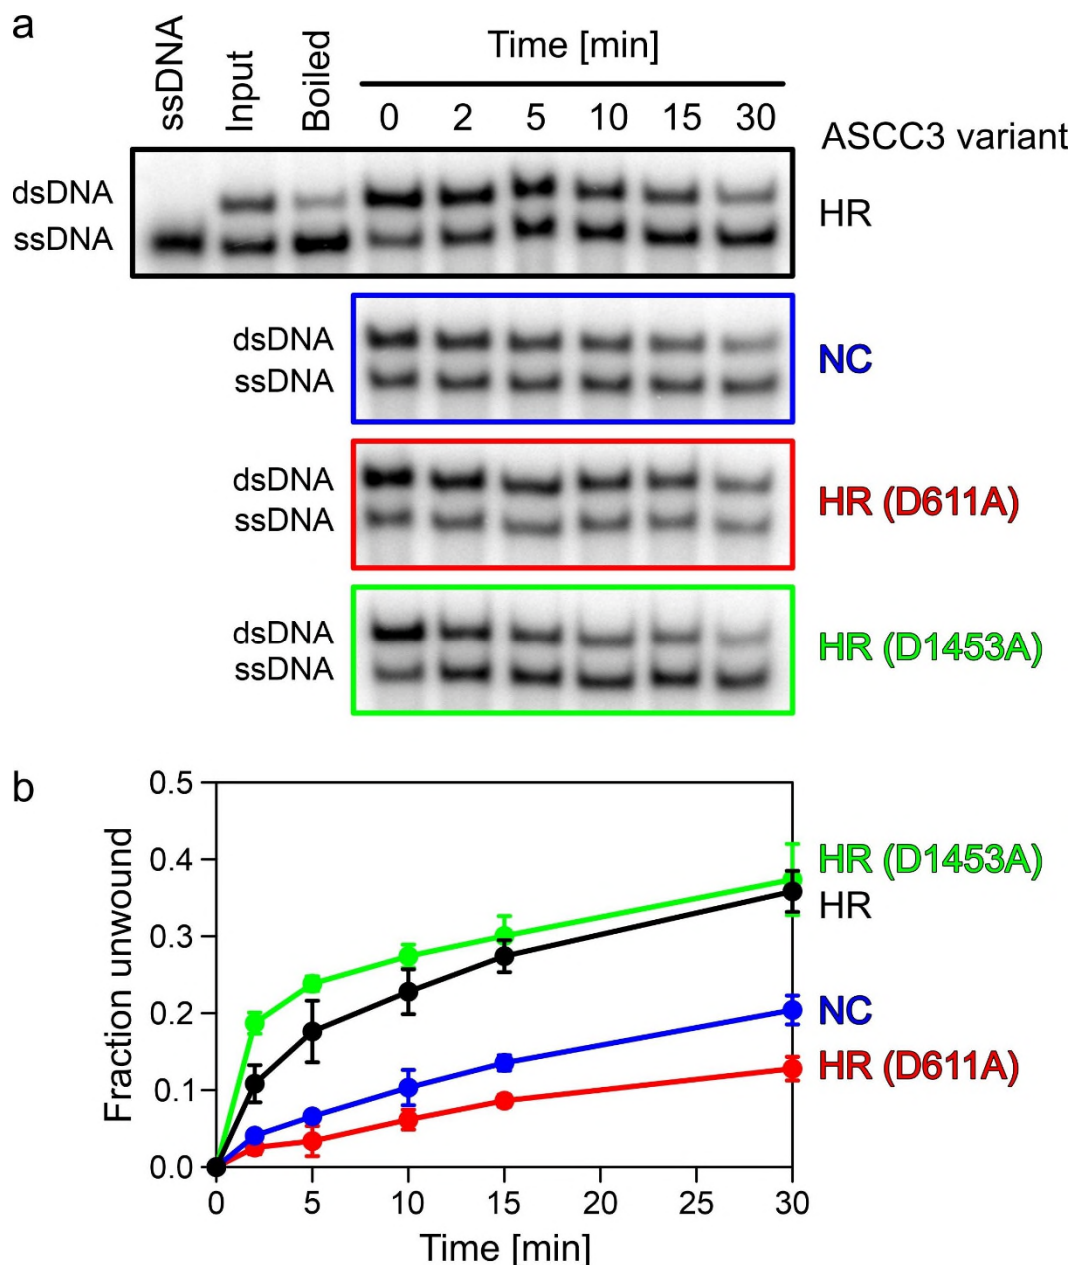 a
ssDNA Input Boiled Time [min]
0 2 5 10 15 30
ASCC3 variant
dsDNA
ssDNA
HR
dsDNA
ssDNA
NC
dsDNA
ssDNA
HR (D611A)
dsDNA
ssDNA
HR (D1453A)
b
Fraction unwound
0.5
0.4
0.3
0.2
0.1
0.0
HR (D1453A)
HR
NC
HR (D611A)
0 5 10 15 20 25 30
Time [min]